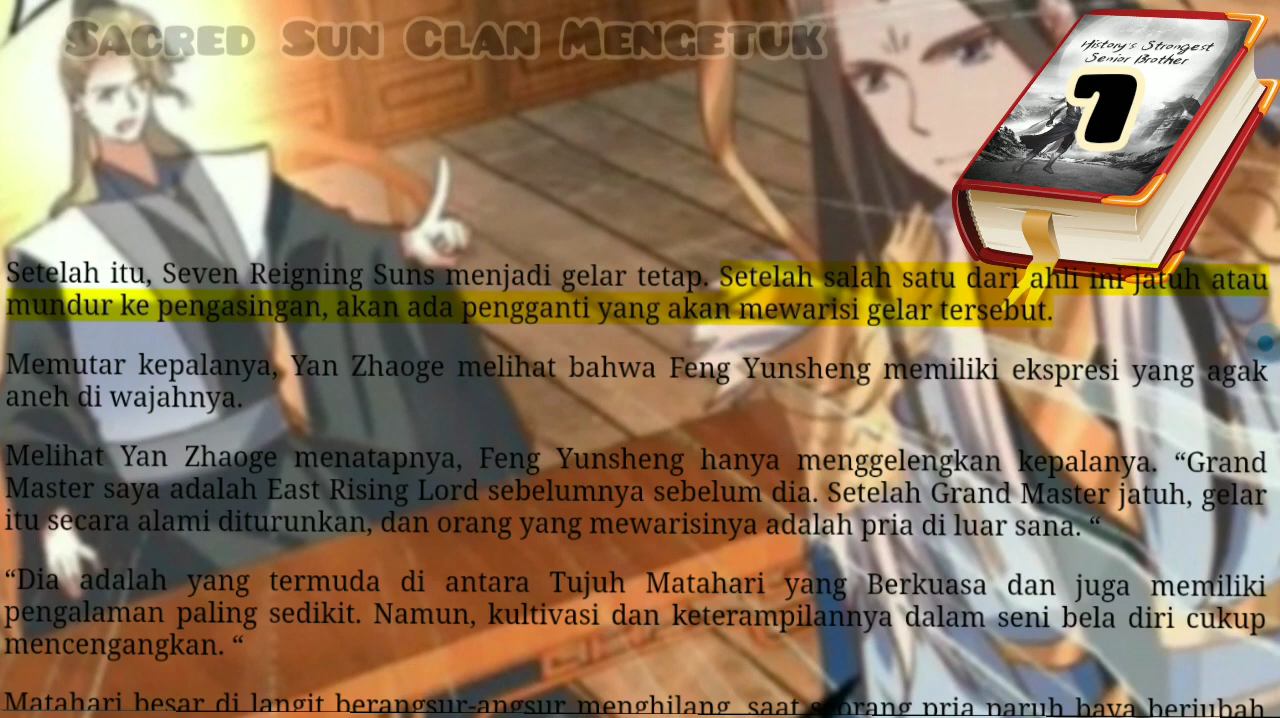 SACRED SUN CLAN MENGETUK
History's Strongest
Senior Brother
7
Setelah itu, Seven Reigning Suns menjadi gelar tetap. Setelah salah satu dari ahli ini jatuh atau
mundur ke pengasingan, akan ada pengganti yang akan mewarisi gelar tersebut.
Memutar kepalanya, Yan Zhaoge melihat bahwa Feng Yunsheng memiliki ekspresi yang agak
aneh di wajahnya.
Melihat Yan Zhaoge menatapnya, Feng Yunsheng hanya menggelengkan kepalanya. “Grand
Master saya adalah East Rising Lord sebelumnya sebelum dia. Setelah Grand Master jatuh, gelar
itu secara alami diturunkan, dan orang yang mewarisinya adalah pria di luar sana. “
“Dia adalah yang termuda di antara Tujuh Matahari yang Berkuasa dan juga memiliki
pengalaman paling sedikit. Namun, kultivasi dan keterampilannya dalam seni bela diri cukup
mencengangkan. “
Matahari besar di langit berangsur-angsur menghilang, saat seorang pria paruh baya berjubah